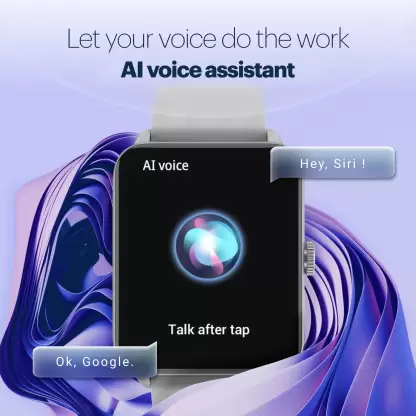 Let your voice do the work
AI voice assistant
AI voice
Hey, Siri !
Talk after tap
Ok, Google.